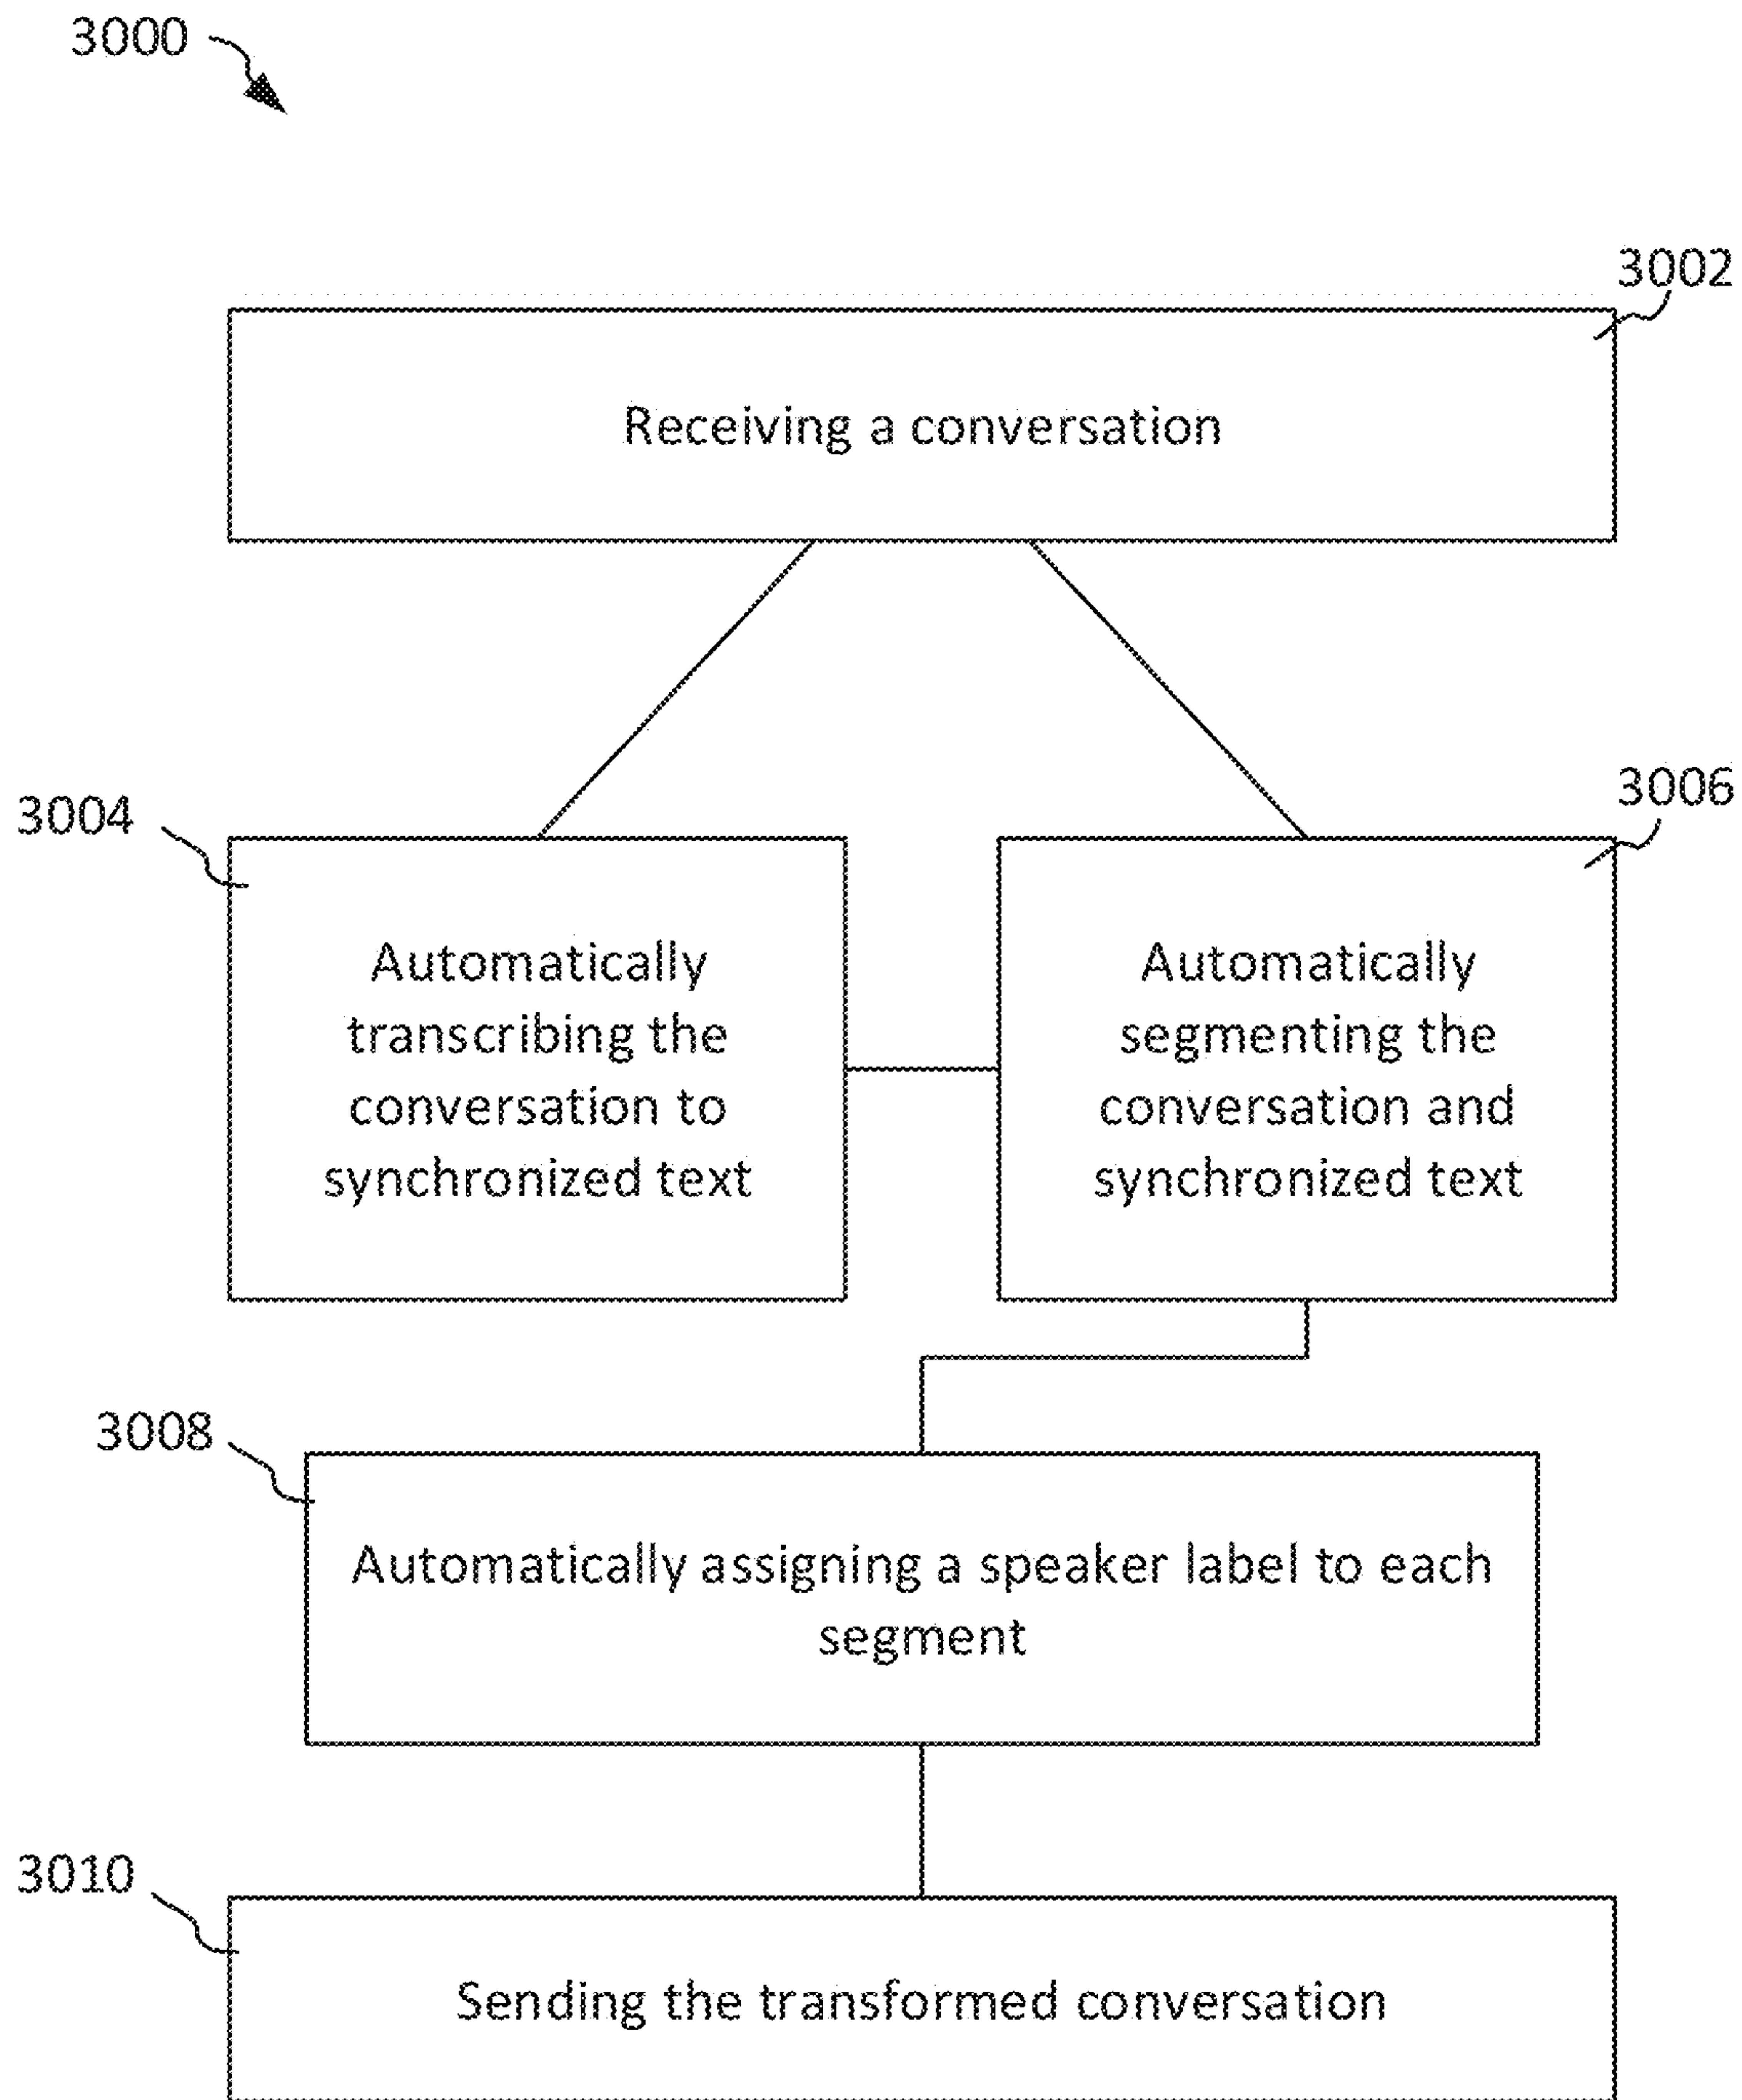 3000
3002
Receiving a conversation
3004
3006
Automatically
transcribing the
conversation to
synchronized text
Automatically
segmenting the
conversation and
synchronized text
3008
Automatically assigning a speaker label to each
segment
3010
Sending the transformed conversation